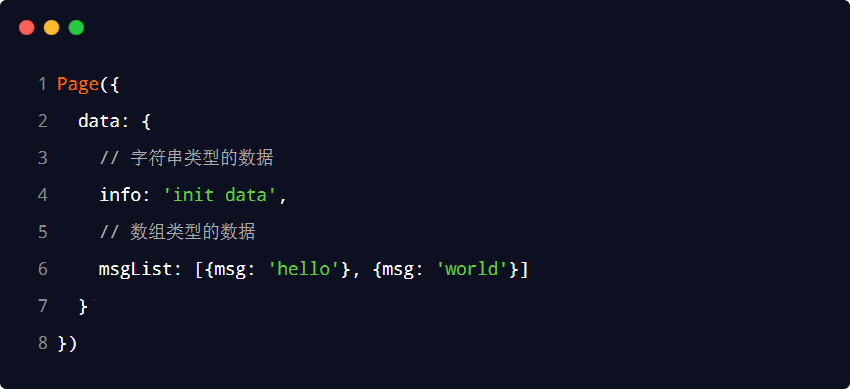 1 Page({
2   data: {
3     // 字符串类型的数据
4     info: 'init data',
5     // 数组类型的数据
6     msgList: [{msg: 'hello'}, {msg: 'world'}]
7   }
8 })